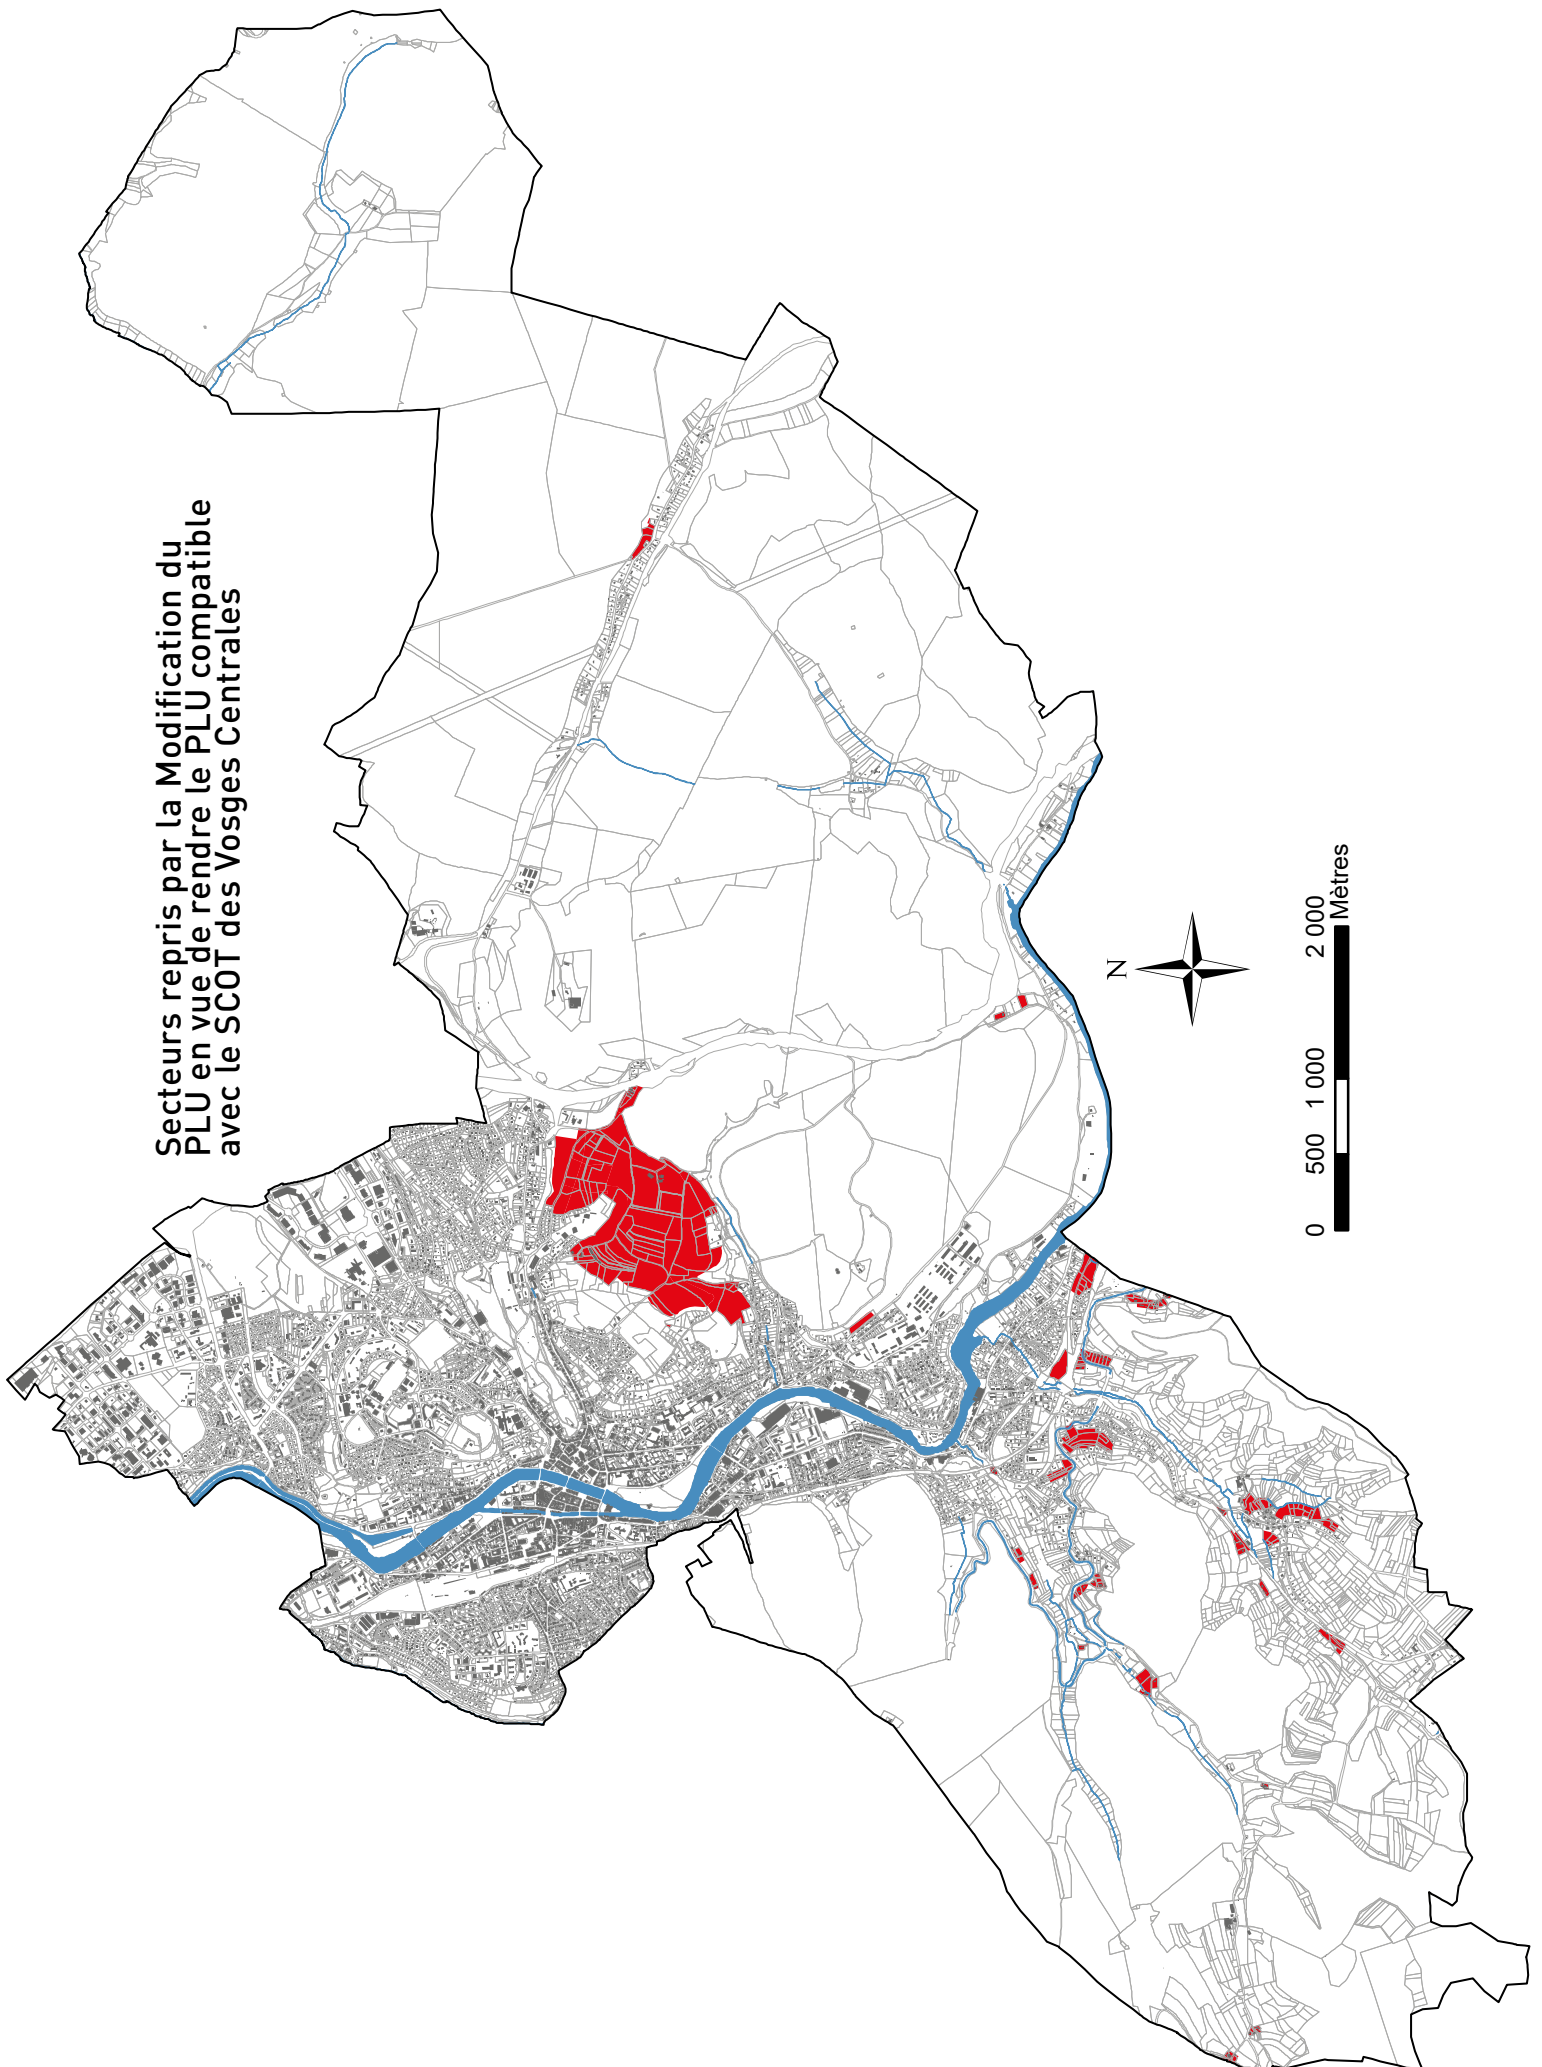 Secteurs repris par la Modification du
PLU en vue de rendre le PLU compatible
avec le SCOT des Vosges Centrales
N
0 500 1 000 2 000
Mètres